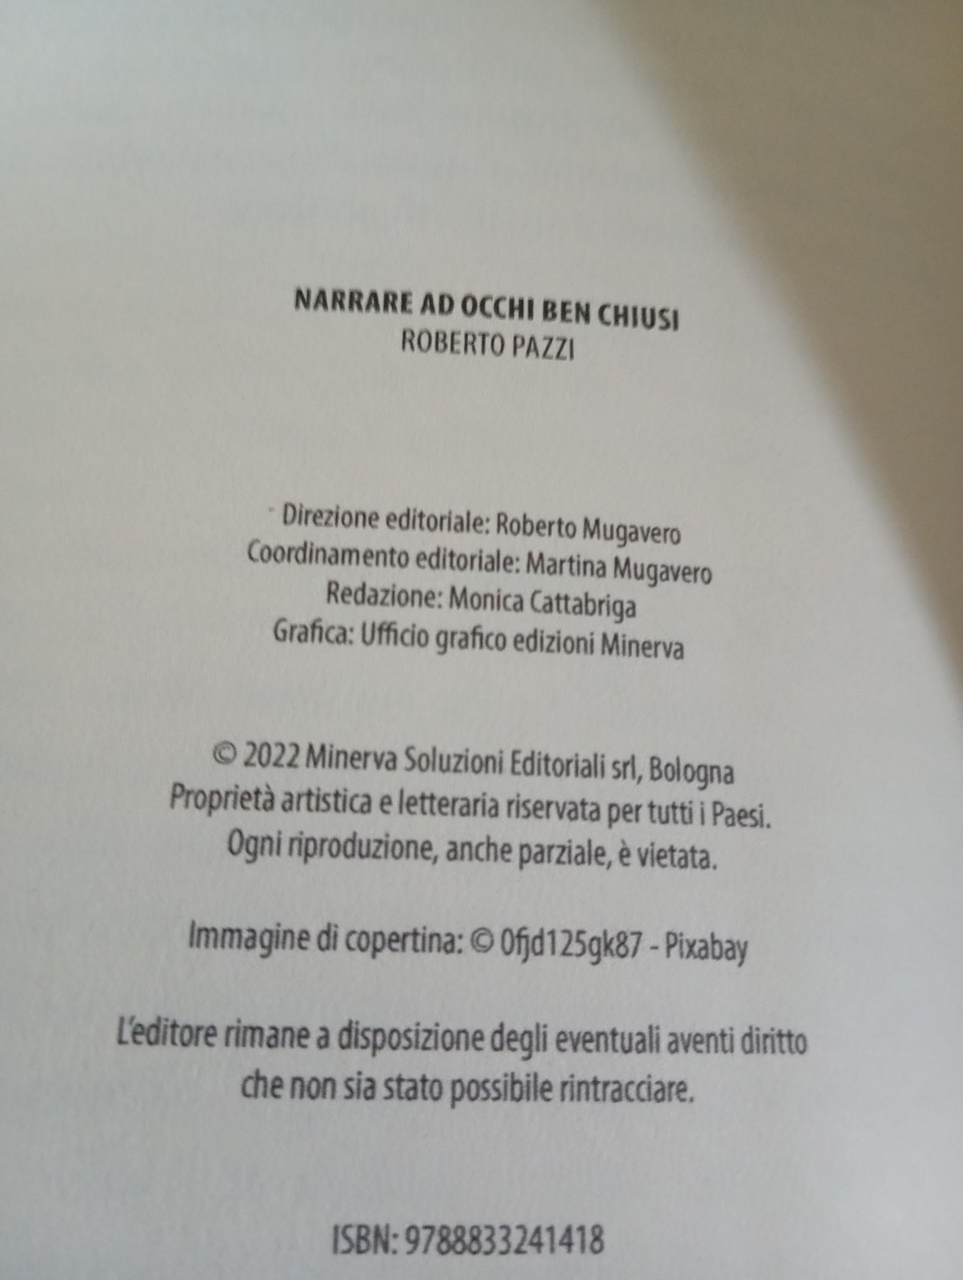 NARRARE AD OCCHI BEN CHIUSI
ROBERTO PAZZI
Direzione editoriale: Roberto Mugavero
Coordinamento editoriale: Martina Mugavero
Redazione: Monica Cattabriga
Grafica: Ufficio grafico edizioni Minerva
© 2022 Minerva Soluzioni Editoriali srl, Bologna
Proprietà artistica e letteraria riservata per tutti i Paesi.
Ogni riproduzione, anche parziale, è vietata.
Immagine di copertina: © 0fjd125gk87 - Pixabay
L'editore rimane a disposizione degli eventuali aventi diritto
che non sia stato possibile rintracciare.
ISBN: 9788833241418